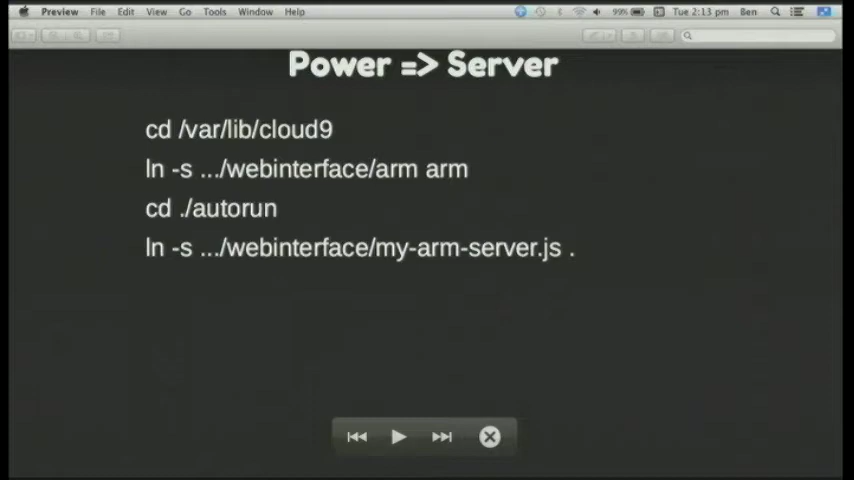 Preview File Edit View Go Tools Window Help 99% Tue 2:13 pm Ben
Power => Server
cd /var/lib/cloud9
ln -s .../webinterface/arm arm
cd ./autorun
ln -s .../webinterface/my-arm-server.js .